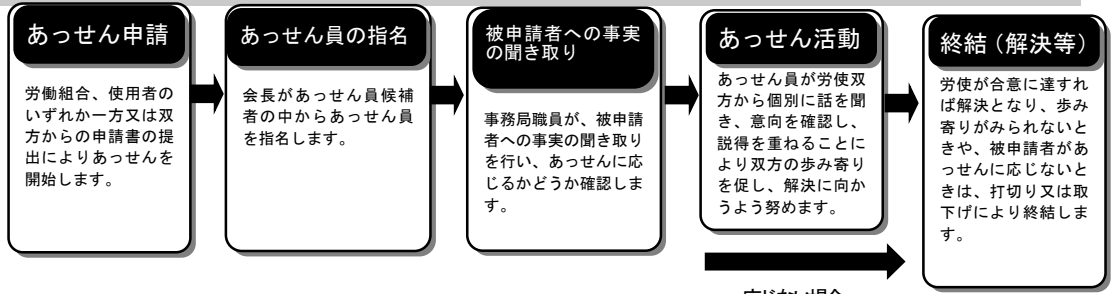 あっせん申請
労働組合、使用者の
いずれか一方又は双
方からの申請書の提
出によりあっせんを
開始します。
あっせん員の指名
会長があっせん員候補
者の中からあっせん員
を指名します。
被申請者への事実
の聞き取り
事務局職員が、被申請
者への事実の聞き取り
を行い、あっせんに応
じるかどうか確認しま
す。
あっせん活動
あっせん員が労使双
方から個別に話を聞
き、意向を確認し、
説得を重ねることに
より双方の歩み寄り
を促し、解決に向か
うよう努めます。
終結（解決等）
労使が合意に達すれ
ば解決となり、歩み
寄りがみられないと
きや、被申請者があ
っせんに応じないと
きは、打切り又は取
下げにより終結しま
す。
応じない場合